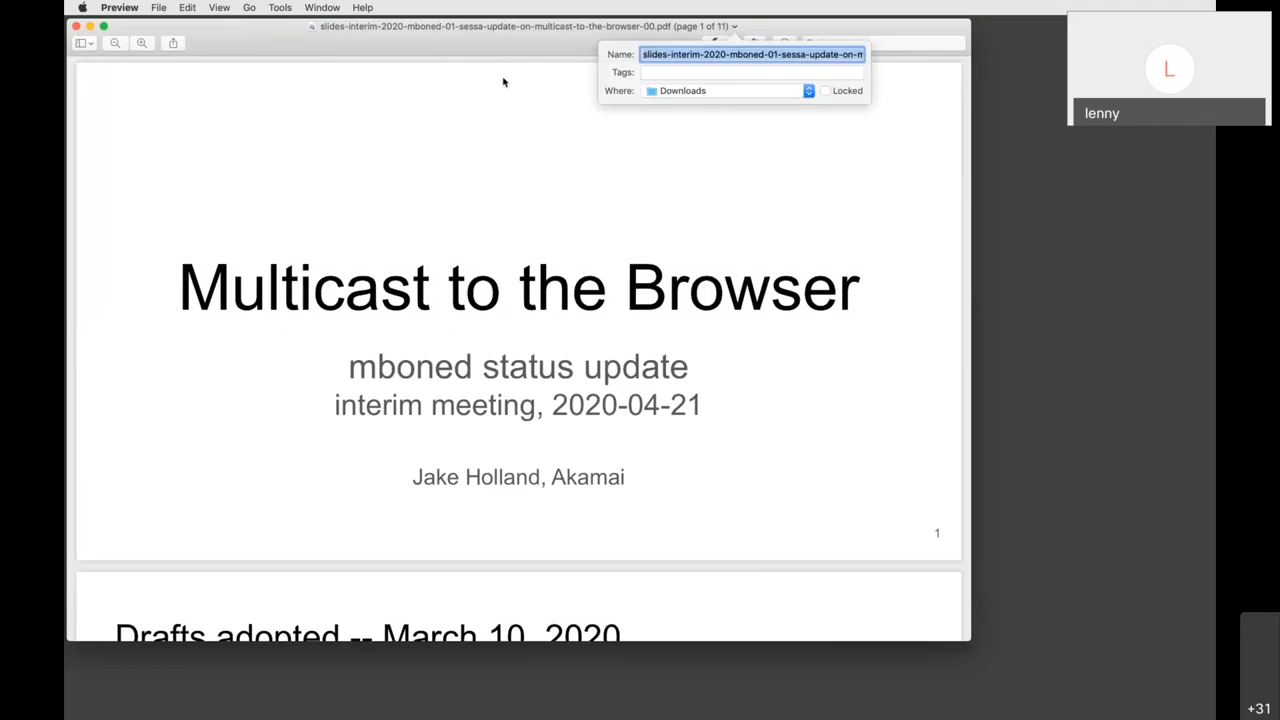 Preview File Edit View Go Tools Window Help
slides-interim-2020-mboned-01-sessa-update-on-multicast-to-the-browser-00.pdf (page 1 of 11)
Name: slides-interim-2020-mboned-01-sessa-update-on-m
Tags:
Where: Downloads Locked
L
lenny
Multicast to the Browser
mboned status update
interim meeting, 2020-04-21
Jake Holland, Akamai
1
Drafts adopted -- March 10, 2020
+31